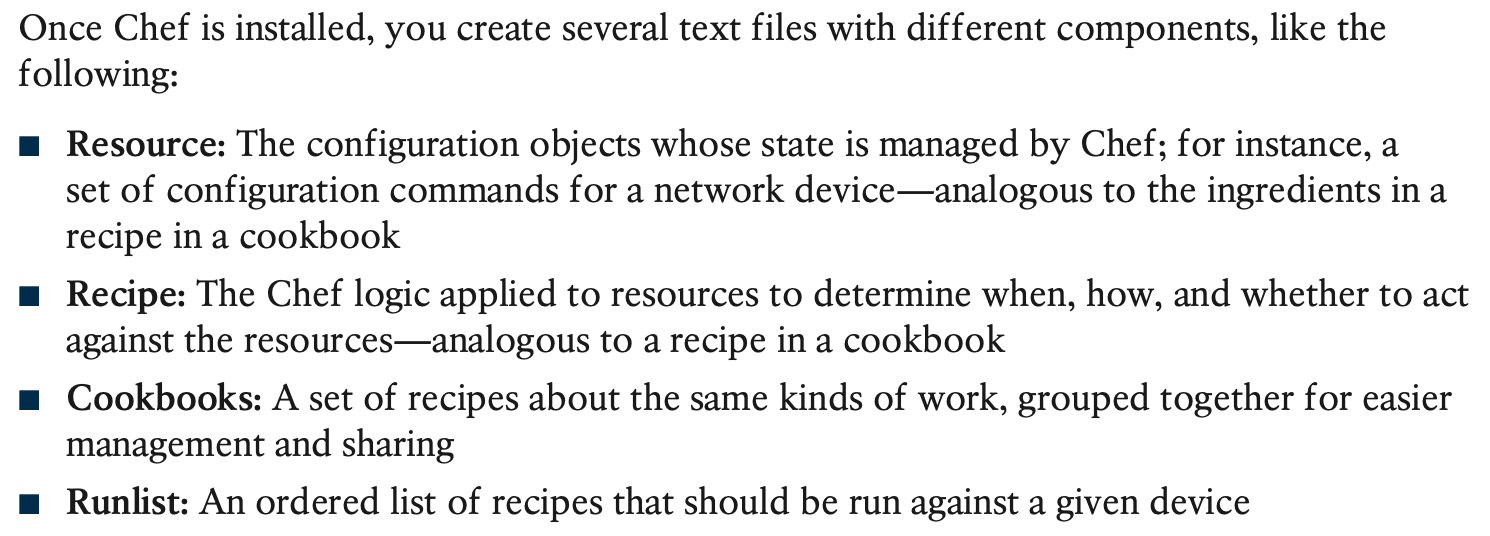 Once Chef is installed, you create several text files with different components, like the
following:
■ Resource: The configuration objects whose state is managed by Chef; for instance, a
set of configuration commands for a network device—analogous to the ingredients in a
recipe in a cookbook
■ Recipe: The Chef logic applied to resources to determine when, how, and whether to act
against the resources—analogous to a recipe in a cookbook
■ Cookbooks: A set of recipes about the same kinds of work, grouped together for easier
management and sharing
■ Runlist: An ordered list of recipes that should be run against a given device